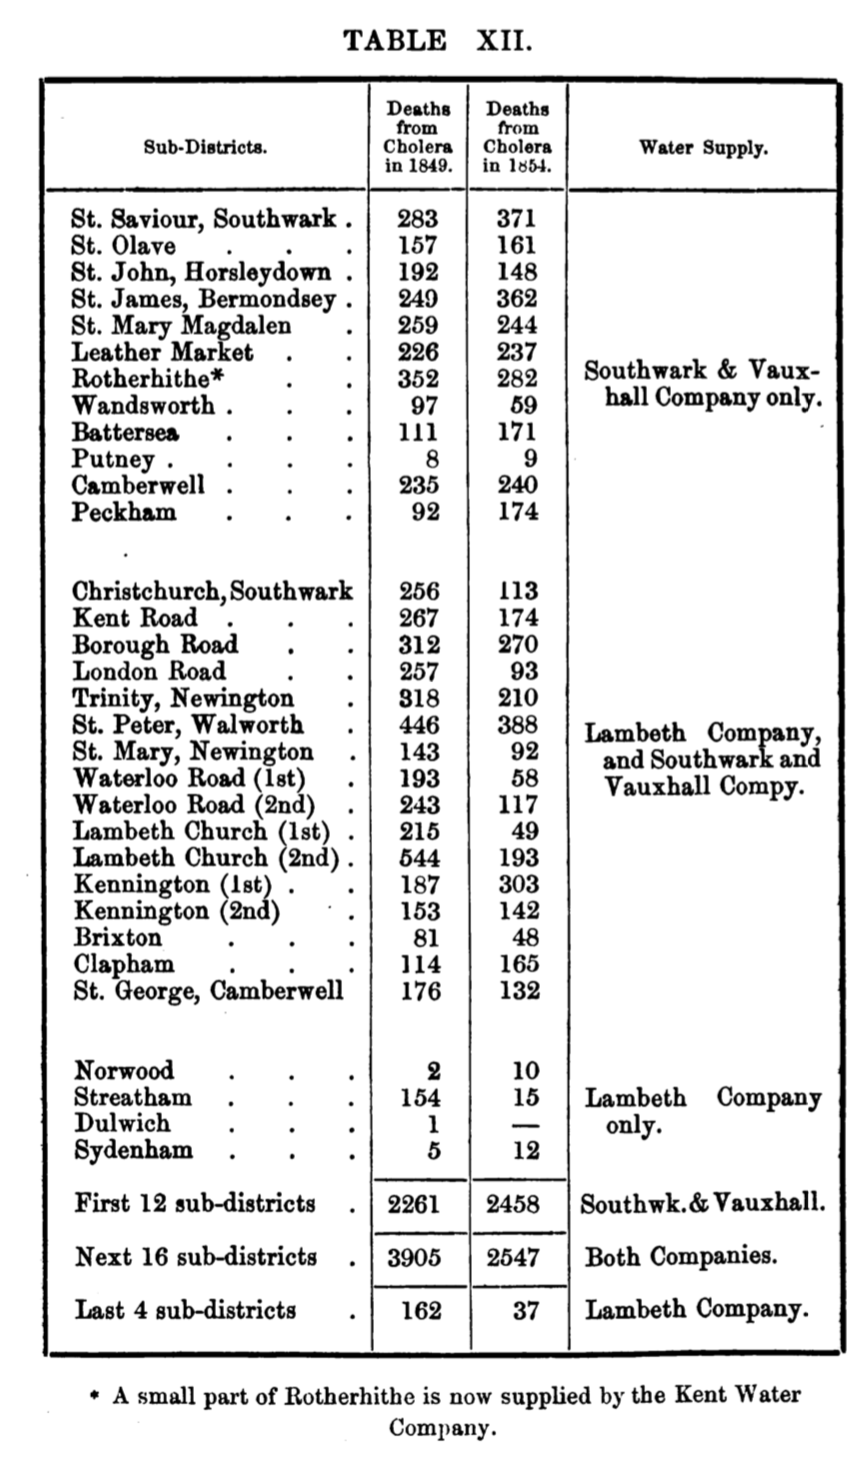 TABLE XII.
Sub-Districts. Deaths from Cholera in 1849. Deaths from Cholera in 1854. Water Supply.
St. Saviour, Southwark . 283 371
St. Olave . . . 157 161
St. John, Horsleydown . 192 148
St. James, Bermondsey . 249 362
St. Mary Magdalen . 259 244
Leather Market . . 226 237
Rotherhithe* . . 352 282
Wandsworth . . . 97 59
Battersea . . . 111 171
Putney . . . . 8 9
Camberwell . . . 235 240
Peckham . . . 92 174
Southwark & Vaux-
hall Company only.
Christchurch, Southwark 256 113
Kent Road . . . 267 174
Borough Road . . 312 270
London Road . . 257 93
Trinity, Newington . 318 210
St. Peter, Walworth . 446 388
St. Mary, Newington . 143 92
Waterloo Road (1st) . 193 58
Waterloo Road (2nd) . 243 117
Lambeth Church (1st) . 215 49
Lambeth Church (2nd) . 544 193
Kennington (1st) . . 187 303
Kennington (2nd) . 153 142
Brixton . . . 81 48
Clapham . . . 114 165
St. George, Camberwell 176 132
Lambeth Company,
and Southwark and
Vauxhall Compy.
Norwood . . . 2 10
Streatham . . . 154 15
Dulwich . . . 1 —
Sydenham . . . 5 12
Lambeth Company
only.
First 12 sub-districts . 2261 2458 Southwk. & Vauxhall.
Next 16 sub-districts . 3905 2547 Both Companies.
Last 4 sub-districts . 162 37 Lambeth Company.
* A small part of Rotherhithe is now supplied by the Kent Water
Company.